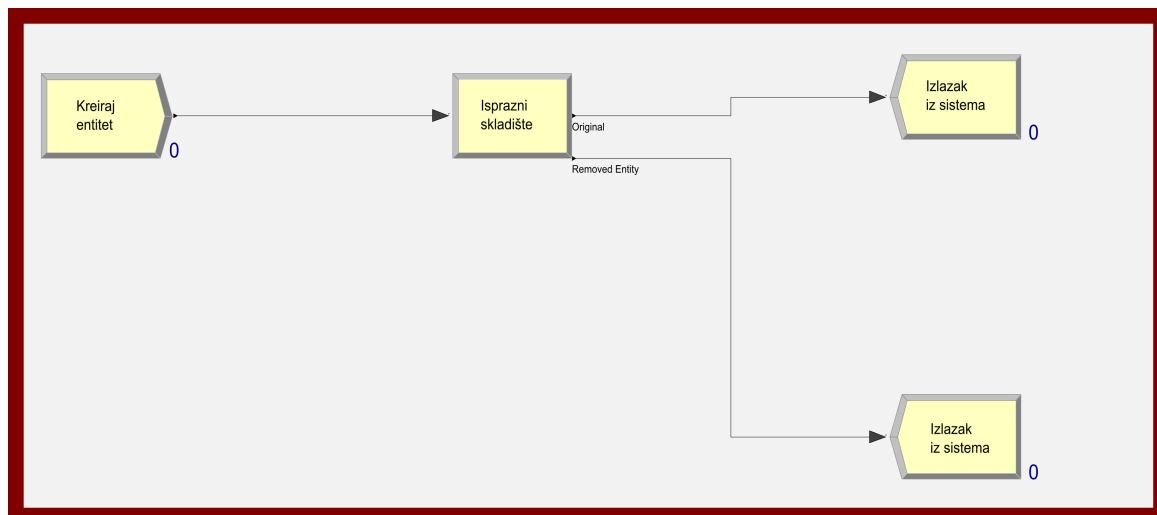 Kreiraj
entitet
0
Isprazni
skladište
Original
Removed Entity
Izlazak
iz sistema
0
Izlazak
iz sistema
0